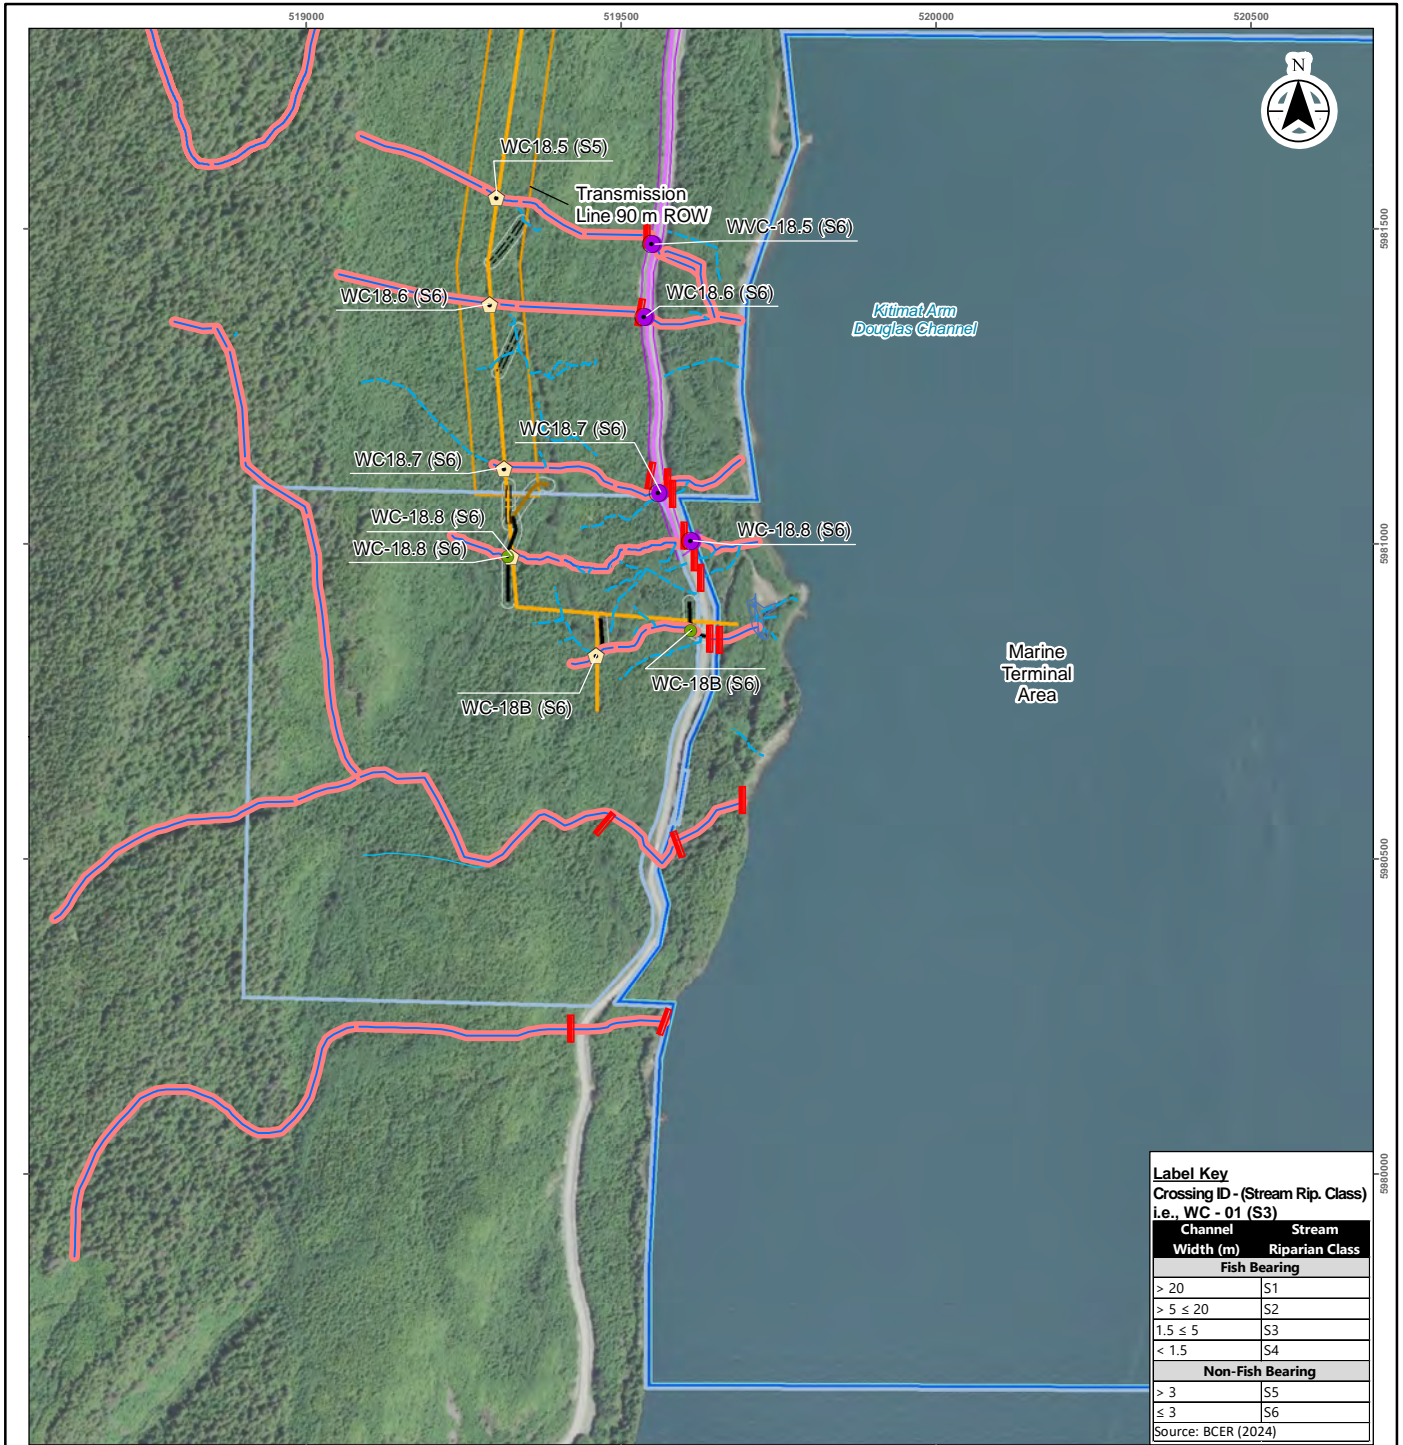 519000
519500
520000
520500
N
WC18.5 (S5)
Transmission
Line 90 m ROW
WVC-18.5 (S6)
5981500
WC18.6 (S6)
WC18.6 (S6)
Kitimat Arm
Douglas Channel
WC18.7 (S6)
WC18.7 (S6)
WC-18.8 (S6)
WC-18.8 (S6)
WC-18.8 (S6)
5981000
Marine
Terminal
Area
WC-18B (S6)
WC-18B (S6)
5980500
5980000
Label Key
Crossing ID - (Stream Rip. Class)
i.e., WC - 01 (S3)
Channel Stream
Width (m) Riparian Class
Fish Bearing
> 20 S1
> 5 ≤ 20 S2
1.5 ≤ 5 S3
< 1.5 S4
Non-Fish Bearing
> 3 S5
≤ 3 S6
Source: BCER (2024)